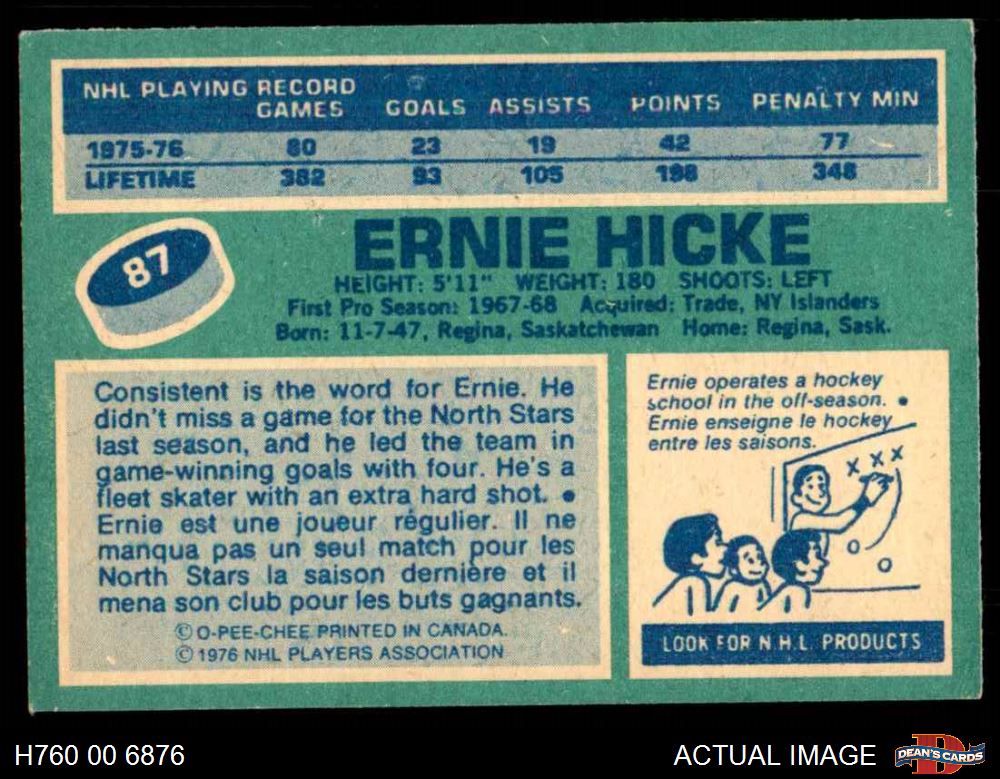 NHL PLAYING RECORD
GAMES GOALS ASSISTS POINTS PENALTY MIN
1975-76 80 23 19 42 77
LIFETIME 382 93 105 198 348
87
ERNIE HICKE
HEIGHT: 5'11" WEIGHT: 180 SHOOTS: LEFT
First Pro Season: 1967-68 Acquired: Trade, NY Islanders
Born: 11-7-47, Regina, Saskatchewan Home: Regina, Sask.
Consistent is the word for Ernie. He
didn't miss a game for the North Stars
last season, and he led the team in
game-winning goals with four. He's a
fleet skater with an extra hard shot. •
Ernie est une joueur régulier. Il ne
manqua pas un seul match pour les
North Stars la saison dernière et il
mena son club pour les buts gagnants.
© O-PEE-CHEE PRINTED IN CANADA.
© 1976 NHL PLAYERS ASSOCIATION
Ernie operates a hockey
school in the off-season. •
Ernie enseigne le hockey
entre les saisons.
X X X
O
O
LOOK FOR N.H.L. PRODUCTS
H760 00 6876
ACTUAL IMAGE
D
DEAN'S CARDS